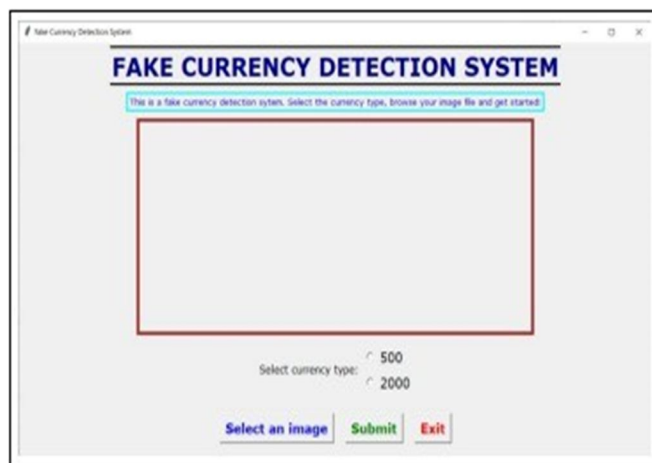 Fake Currency Detection System
FAKE CURRENCY DETECTION SYSTEM
This is a fake currency detection sytem. Select the currency type, browse your image file and get started!
Select currency type:
500
2000
Select an image Submit Exit